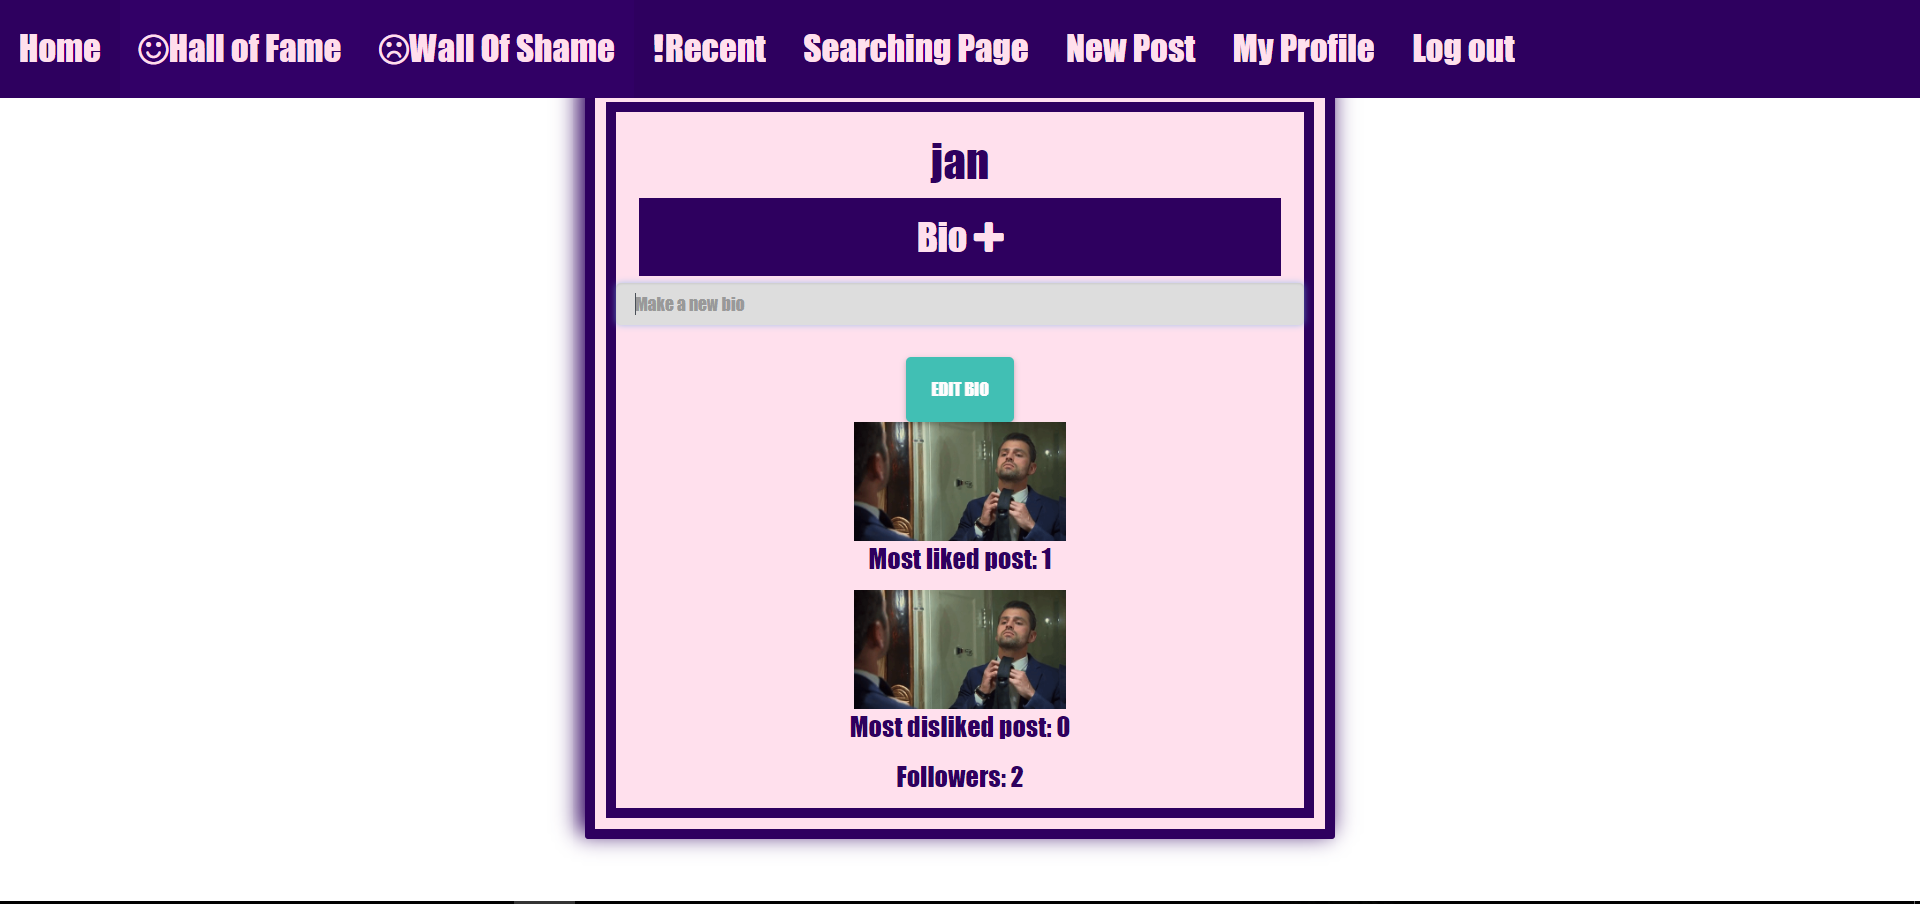 Home Hall of Fame Wall Of Shame !Recent Searching Page New Post My Profile Log out
jan
Bio
Make a new bio
EDIT BIO
Most liked post: 1
Most disliked post: 0
Followers: 2